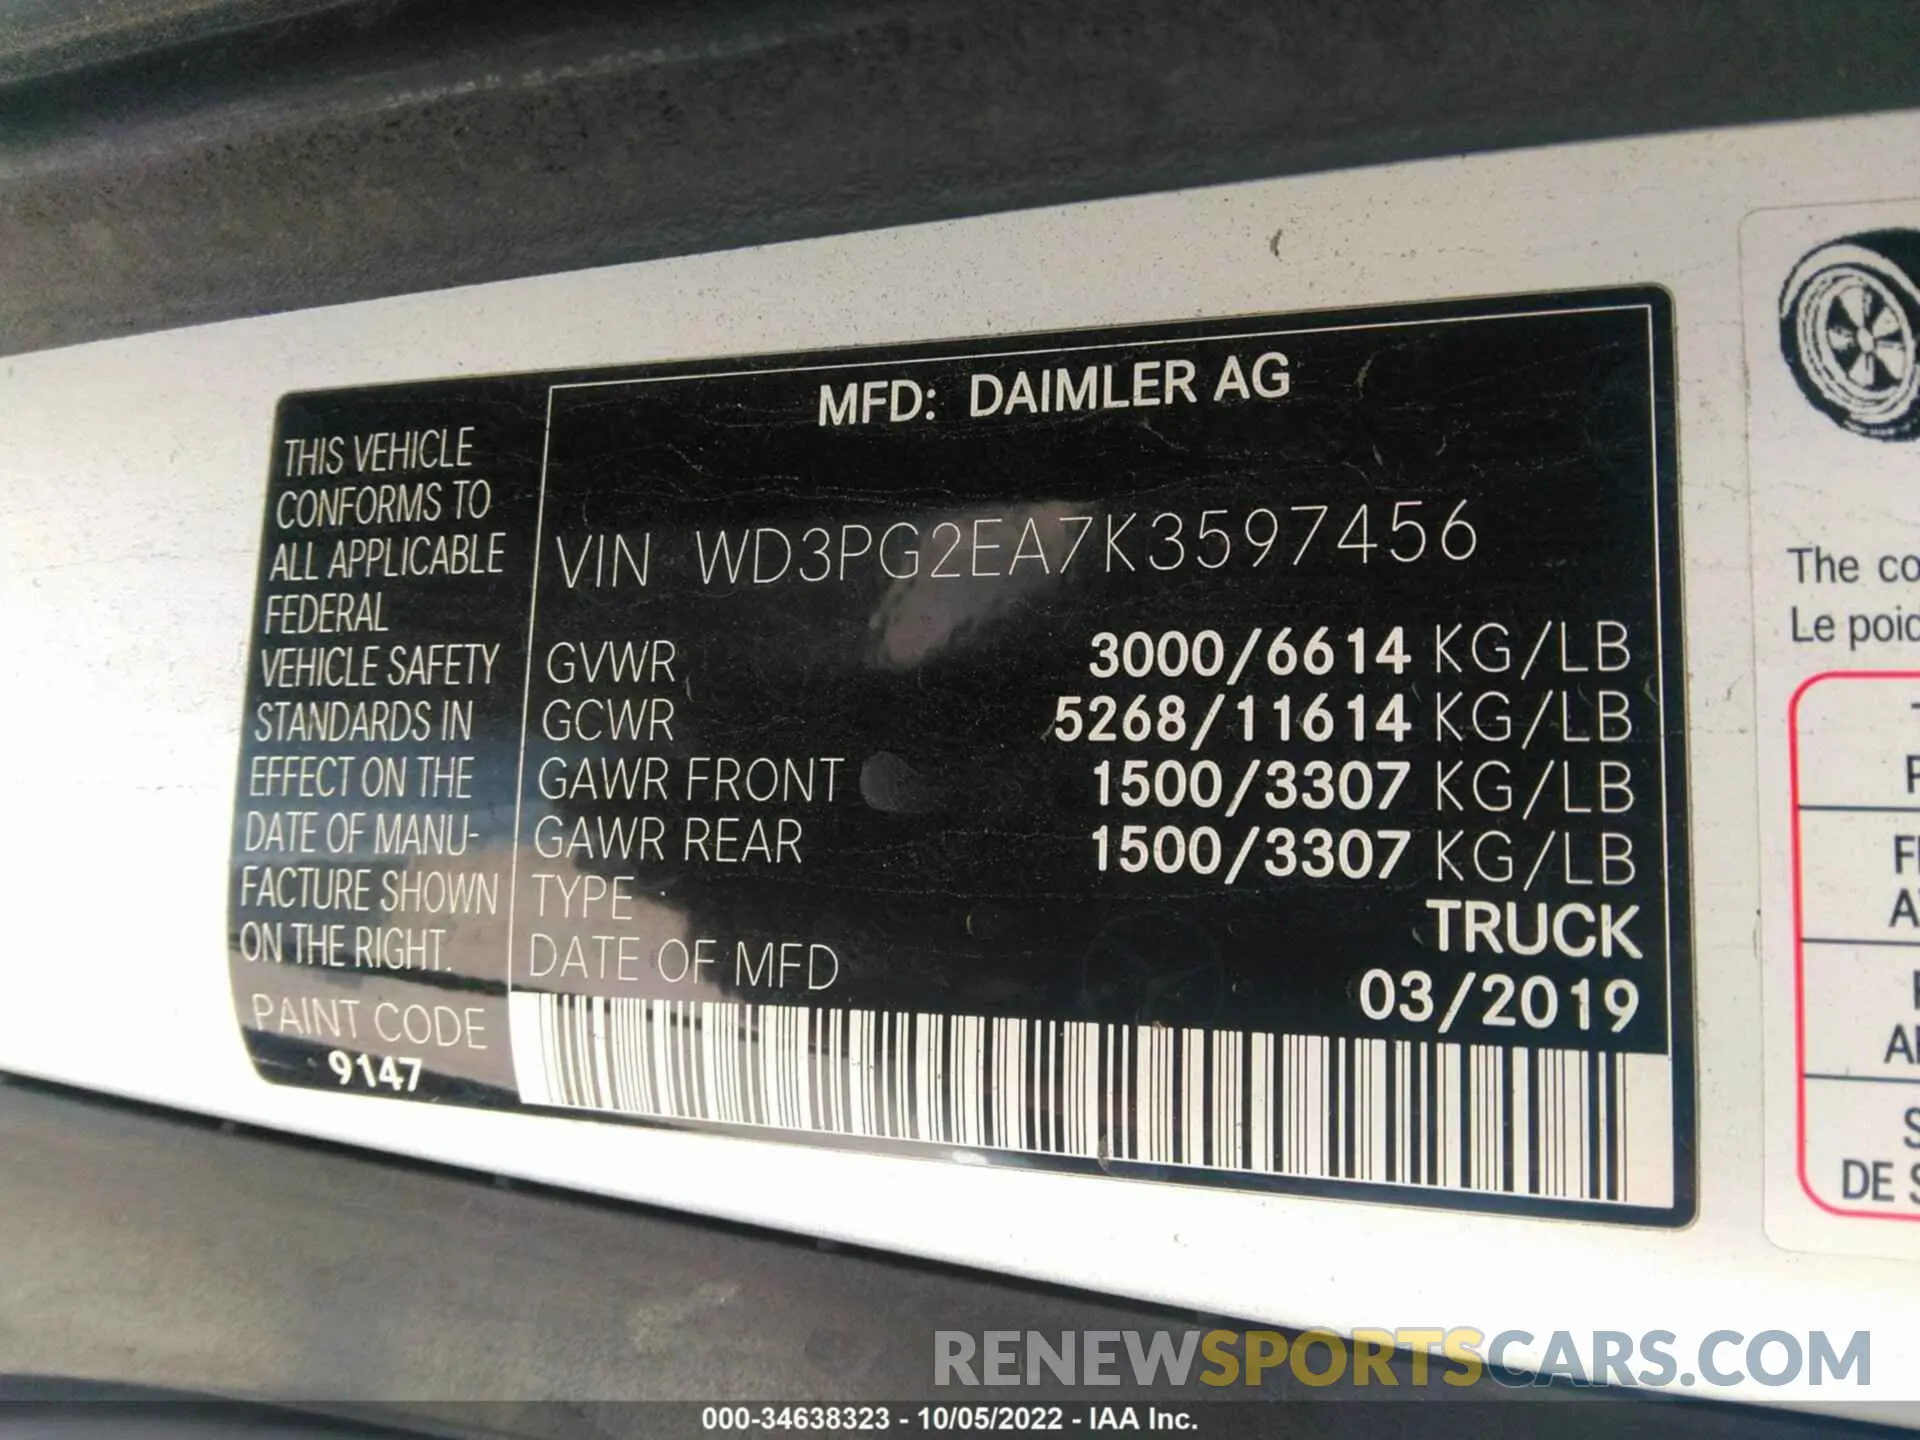 MFD: DAIMLER AG
THIS VEHICLE
CONFORMS TO
ALL APPLICABLE
FEDERAL
VEHICLE SAFETY
STANDARDS IN
EFFECT ON THE
DATE OF MANU-
FACTURE SHOWN
ON THE RIGHT.
PAINT CODE
9147
VIN WD3PG2EA7K3597456
GVWR 3000/6614 KG/LB
GCWR 5268/11614 KG/LB
GAWR FRONT 1500/3307 KG/LB
GAWR REAR 1500/3307 KG/LB
TYPE TRUCK
DATE OF MFD 03/2019
The co
Le poid
DE S
RENEWSPORTSCARS.COM
000-34638323 - 10/05/2022 - IAA Inc.